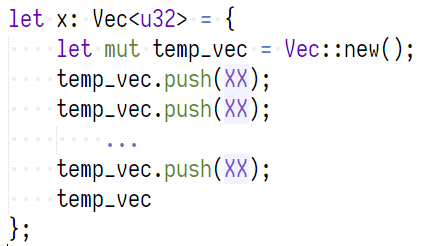 let x: Vec<u32> = {
    let mut temp_vec = Vec::new();
    temp_vec.push(XX);
    temp_vec.push(XX);
        ...
    temp_vec.push(XX);
    temp_vec
};